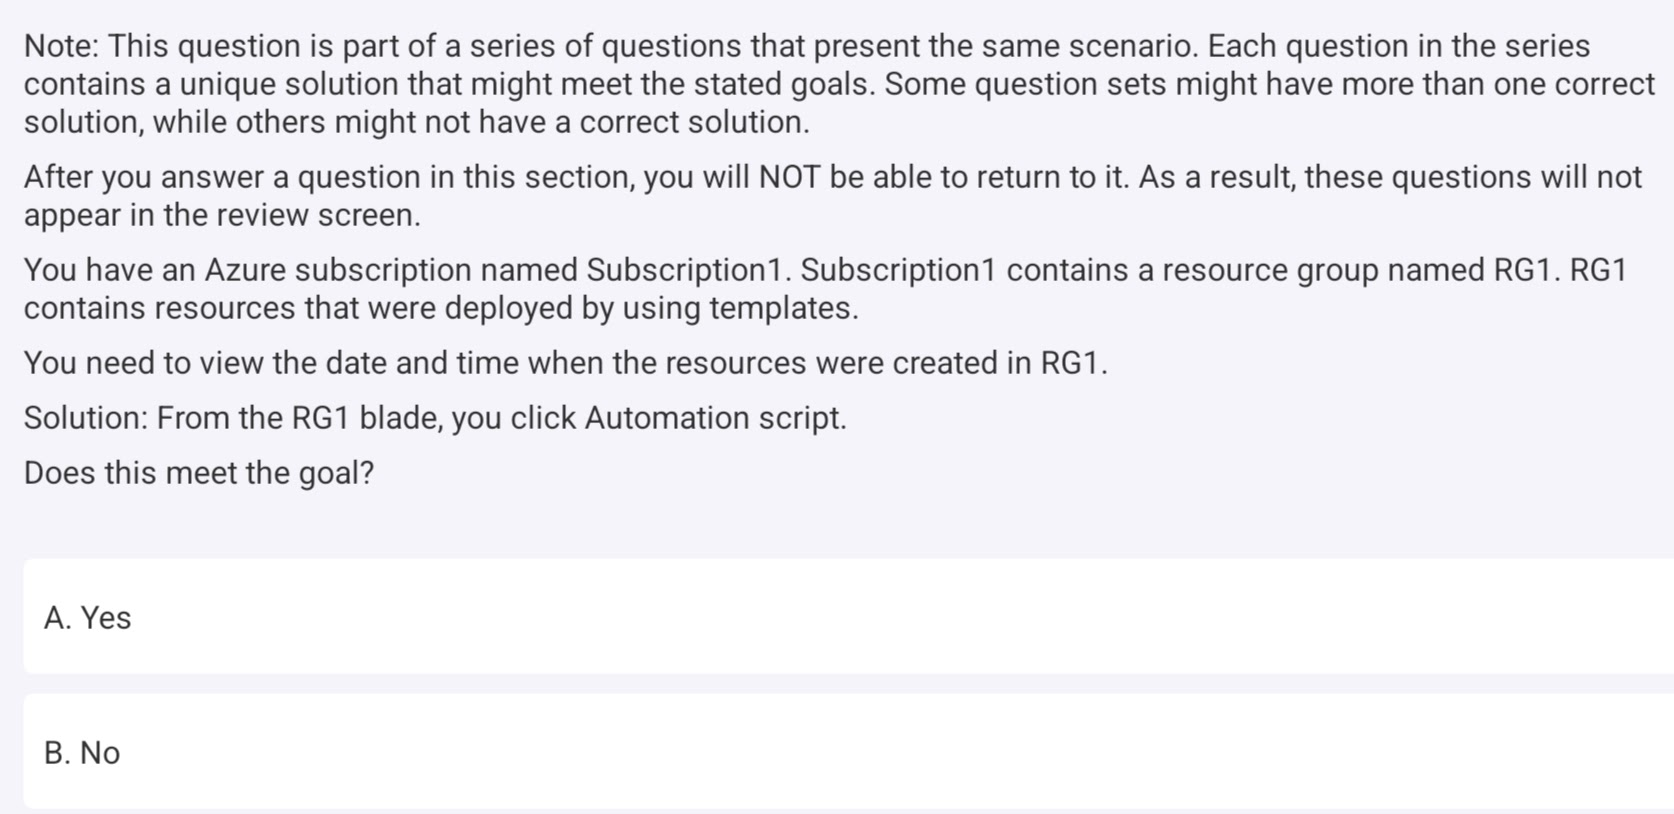 Note: This question is part of a series of questions that present the same scenario. Each question in the series
contains a unique solution that might meet the stated goals. Some question sets might have more than one correct
solution, while others might not have a correct solution.
After you answer a question in this section, you will NOT be able to return to it. As a result, these questions will not
appear in the review screen.
You have an Azure subscription named Subscription1. Subscription1 contains a resource group named RG1. RG1
contains resources that were deployed by using templates.
You need to view the date and time when the resources were created in RG1.
Solution: From the RG1 blade, you click Automation script.
Does this meet the goal?
A. Yes
B. No